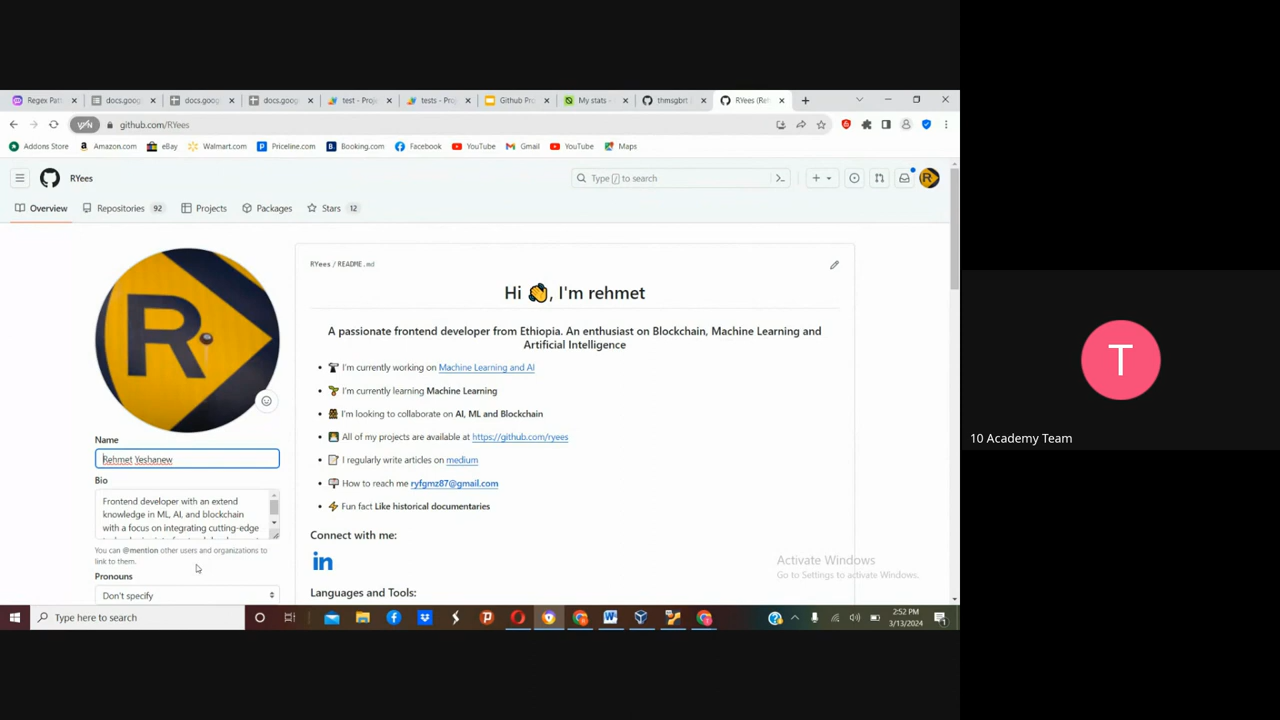 Regex Pat
docs.goog
docs.goog
docs.goog
test - Proj
tests - Pro
Github Pro
My stats -
thmsgbrt
RYees (Reh
VPN
github.com/RYees
Addons Store
Amazon.com
eBay
Walmart.com
Priceline.com
Booking.com
Facebook
YouTube
Gmail
YouTube
Maps
RYees
Type / to search
Overview
Repositories 92
Projects
Packages
Stars 12
R
RYees / README.md
Hi 👋, I'm rehmet
A passionate frontend developer from Ethiopia. An enthusiast on Blockchain, Machine Learning and
Artificial Intelligence
I'm currently working on Machine Learning and AI
I'm currently learning Machine Learning
I'm looking to collaborate on AI, ML and Blockchain
All of my projects are available at https://github.com/ryees
I regularly write articles on medium
How to reach me ryfgmz87@gmail.com
Fun fact Like historical documentaries
Connect with me:
in
Languages and Tools:
Name
Rehmet Yeshanew
Bio
Frontend developer with an extend
knowledge in ML, AI, and blockchain
with a focus on integrating cutting-edge
You can @mention other users and organizations to
link to them.
Pronouns
Don't specify
Activate Windows
Go to Settings to activate Windows.
Type here to search
2:52 PM
3/13/2024
T
10 Academy Team